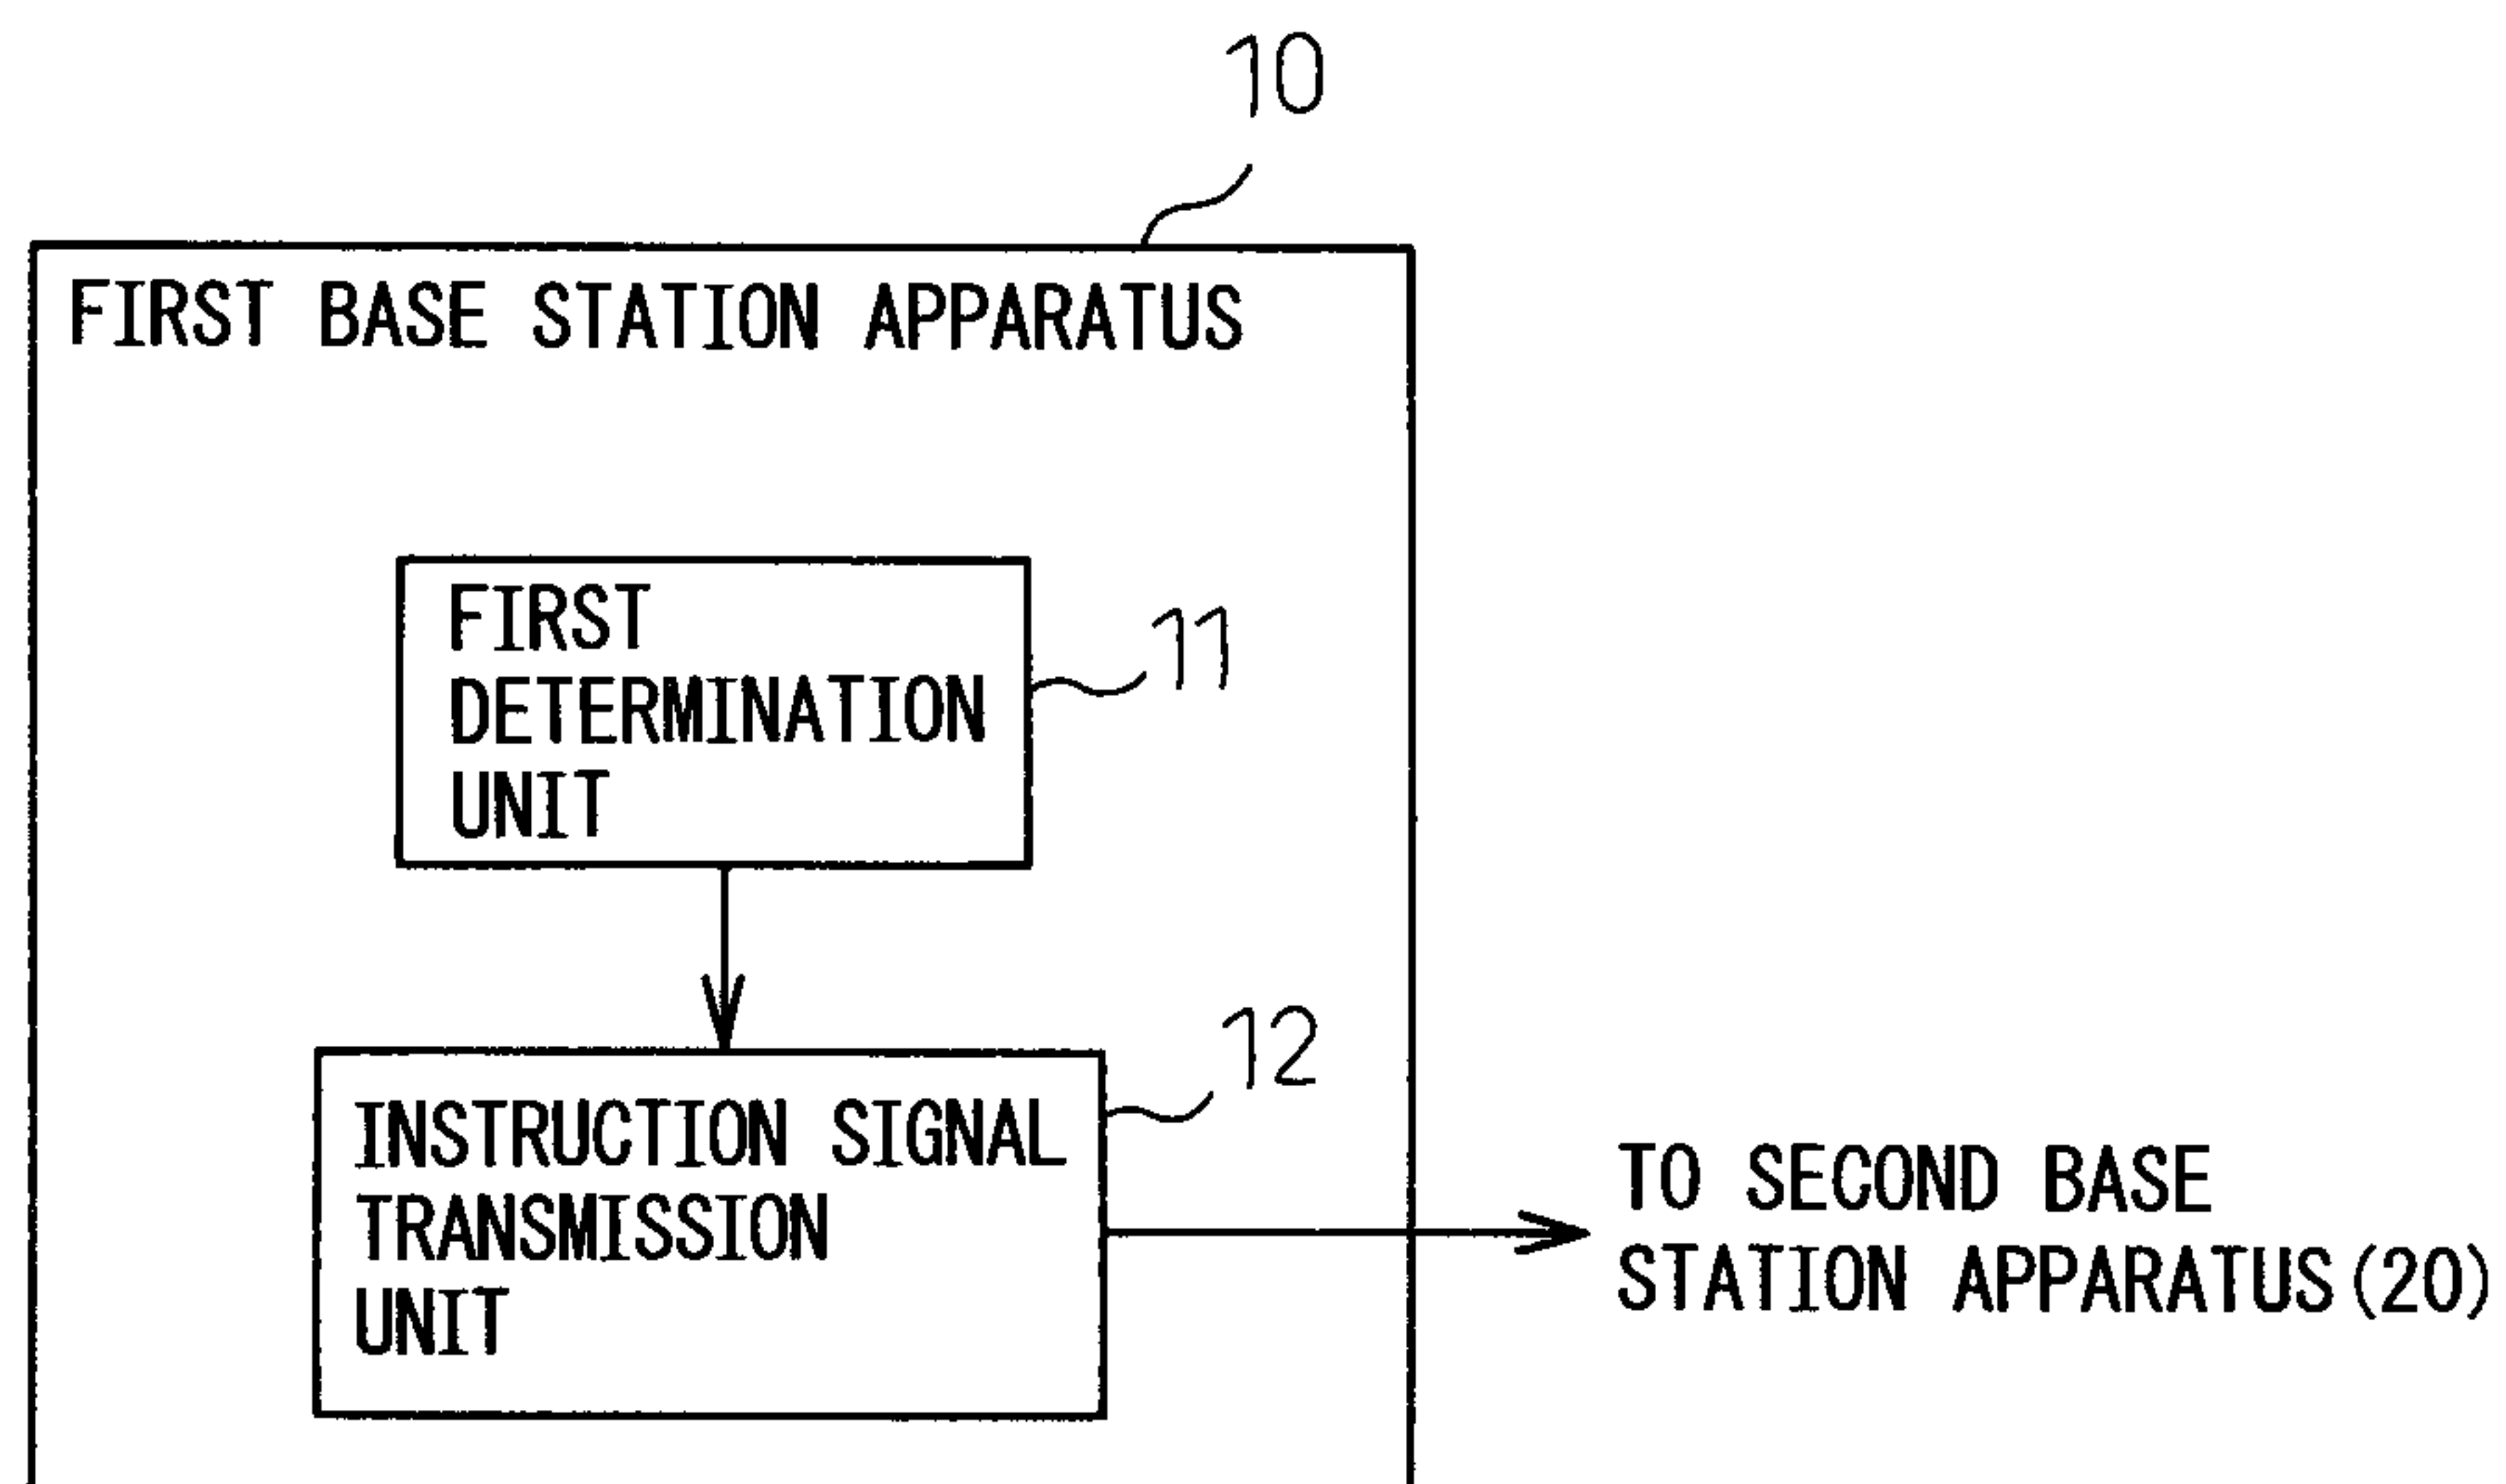 10
FIRST BASE STATION APPARATUS
FIRST
DETERMINATION
UNIT
11
12
INSTRUCTION SIGNAL
TRANSMISSION
UNIT
TO SECOND BASE
STATION APPARATUS(20)